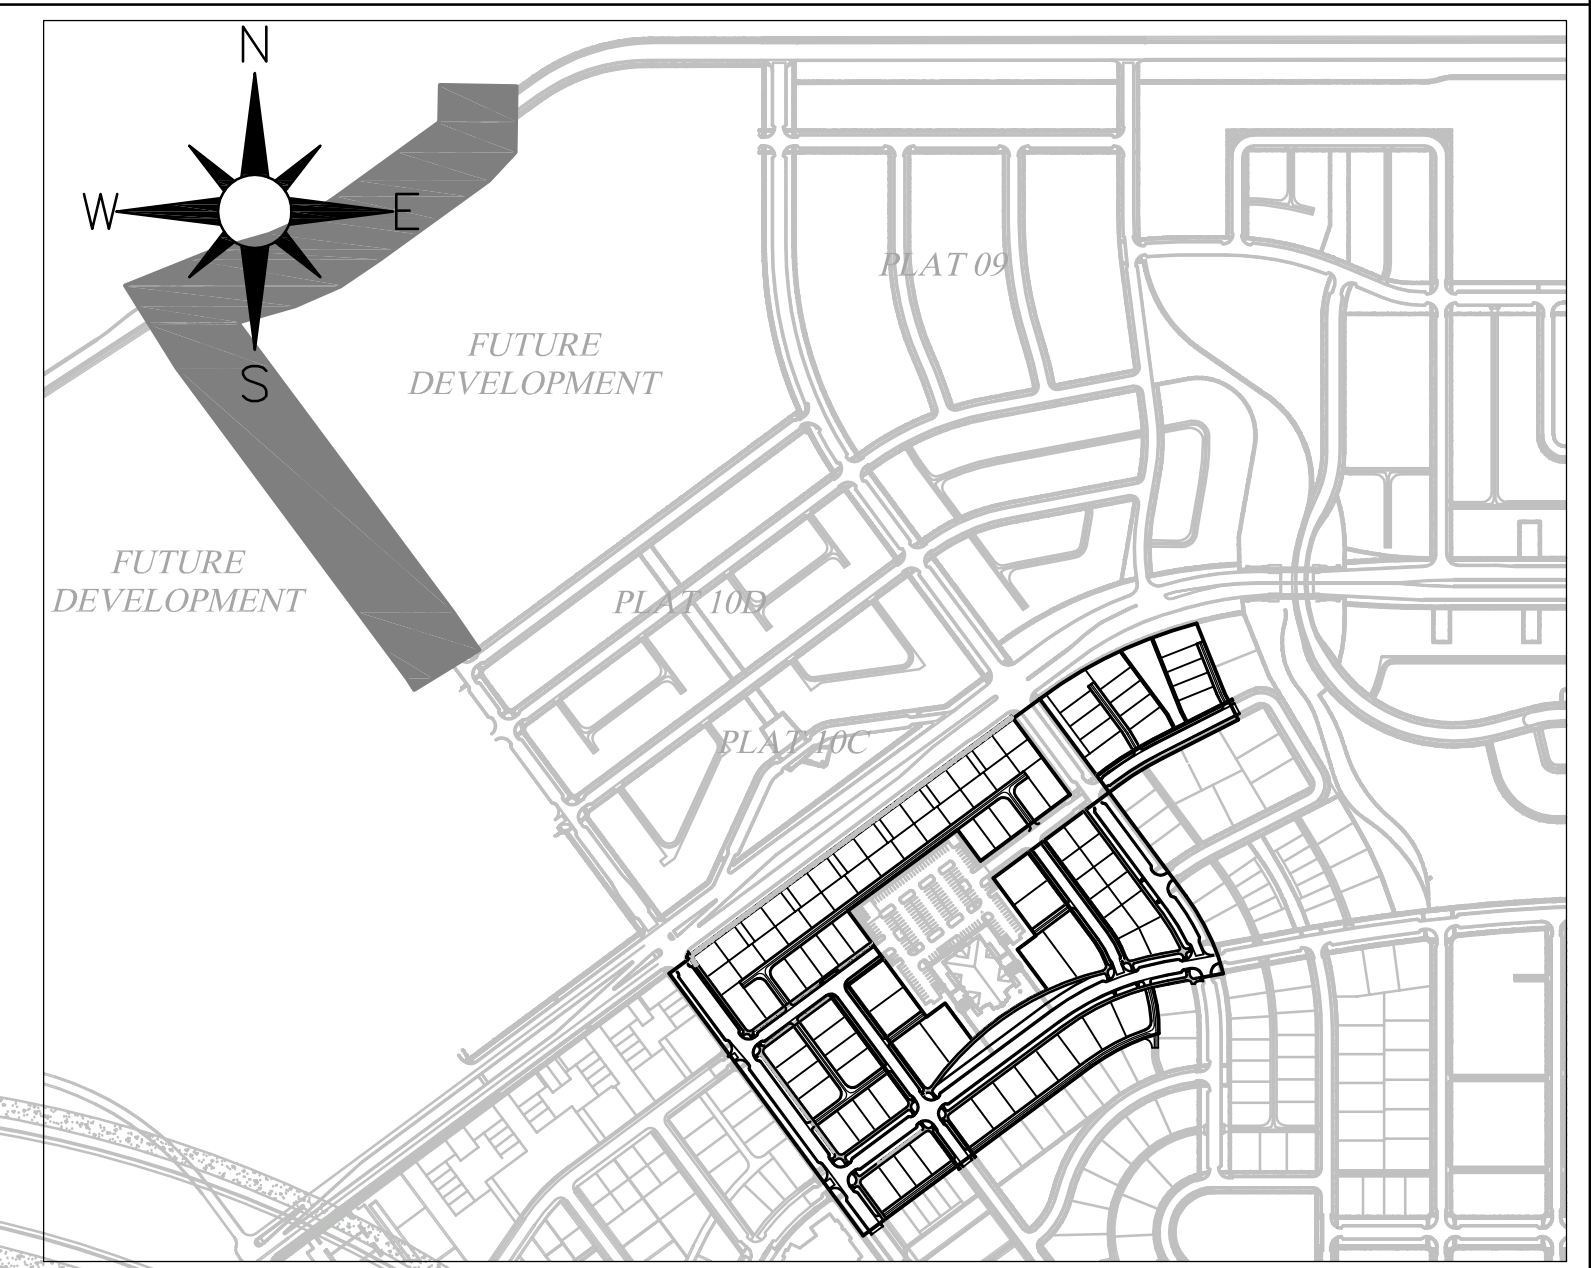 N
W
E
S
PLAT 09
FUTURE
DEVELOPMENT
FUTURE
DEVELOPMENT
PLAT 10D
PLAT 10C